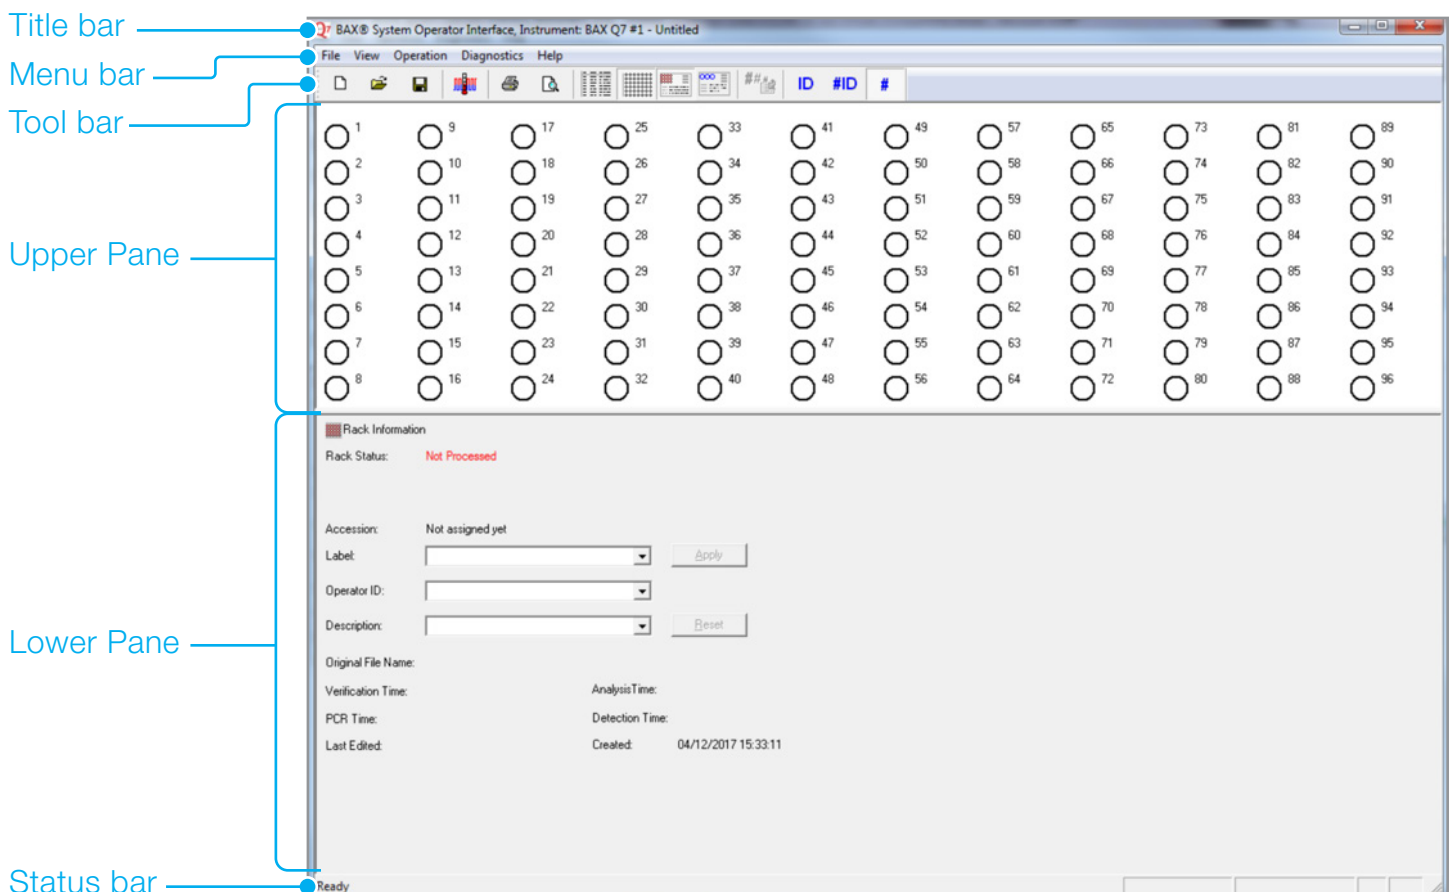 Title bar
Q7 BAX® System Operator Interface, Instrument: BAX Q7 #1 - Untitled
Menu bar
File View Operation Diagnostics Help
Tool bar
ID #ID #
Upper Pane
1 9 17 25 33 41 49 57 65 73 81 89
2 10 18 26 34 42 50 58 66 74 82 90
3 11 19 27 35 43 51 59 67 75 83 91
4 12 20 28 36 44 52 60 68 76 84 92
5 13 21 29 37 45 53 61 69 77 85 93
6 14 22 30 38 46 54 62 70 78 86 94
7 15 23 31 39 47 55 63 71 79 87 95
8 16 24 32 40 48 56 64 72 80 88 96
Lower Pane
Rack Information
Rack Status: Not Processed
Accession: Not assigned yet
Label: Apply
Operator ID:
Description: Reset
Original File Name:
Verification Time: AnalysisTime:
PCR Time: Detection Time:
Last Edited: Created: 04/12/2017 15:33:11
Status bar
Ready